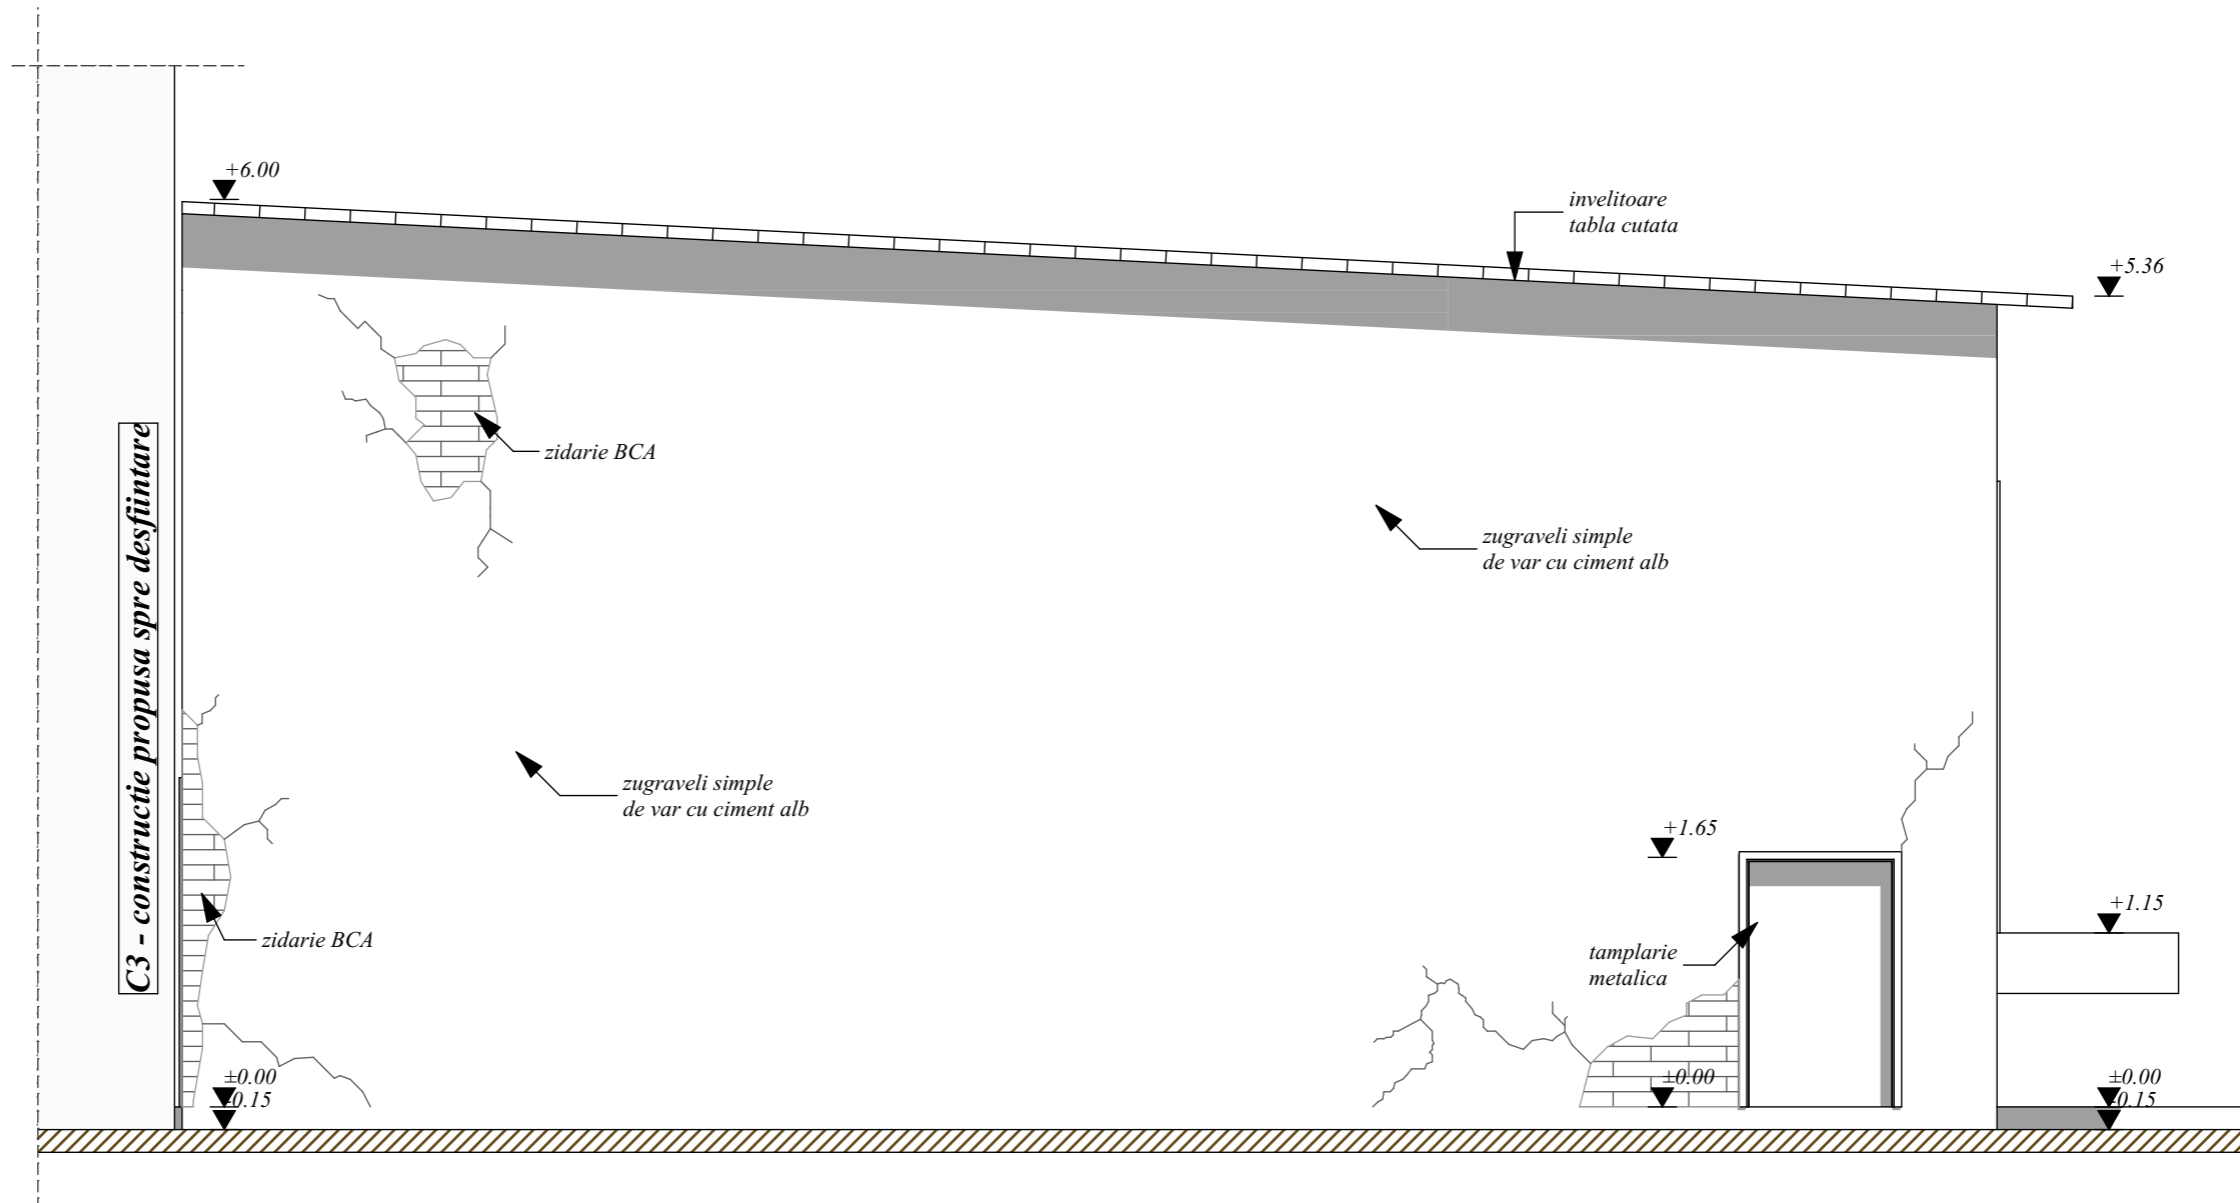 +6.00
invelitoare
tabla cutata
+5.36
zidarie BCA
C3 - constructie propusa spre desfiintare
zugraveli simple
de var cu ciment alb
zugraveli simple
de var cu ciment alb
+1.65
+1.15
zidarie BCA
tamplarie
metalica
±0.00
-0.15
±0.00
±0.00
-0.15